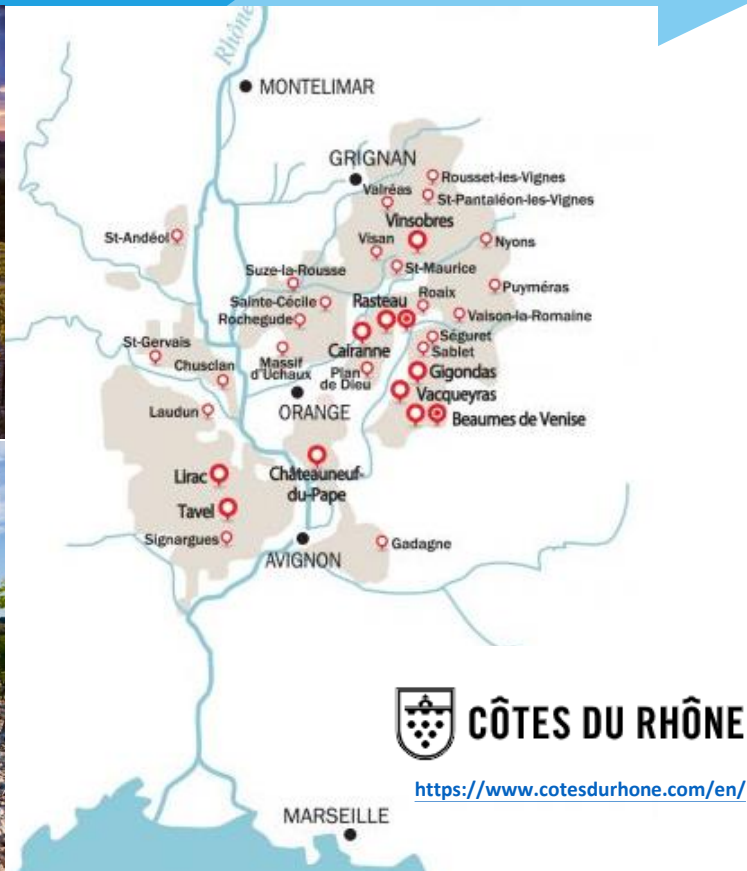 Rhône
MONTELIMAR
GRIGNAN
Rousset-les-Vignes
Valréas
St-Pantaléon-les-Vignes
Vinsobres
St-Andéol
Visan
Nyons
St-Maurice
Suze-la-Rousse
Puyméras
Sainte-Cécile
Rasteau
Roaix
Rochegude
Vaison-la-Romaine
St-Gervais
Séguret
Cairanne
Sablet
Chusclan
Massif
d'Uchaux
Plan
de Dieu
Gigondas
Vacqueyras
Laudun
ORANGE
Beaumes de Venise
Lirac
Châteauneuf-
du-Pape
Tavel
Signargues
AVIGNON
Gadagne
CÔTES DU RHÔNE
https://www.cotesdurhone.com/en/
MARSEILLE